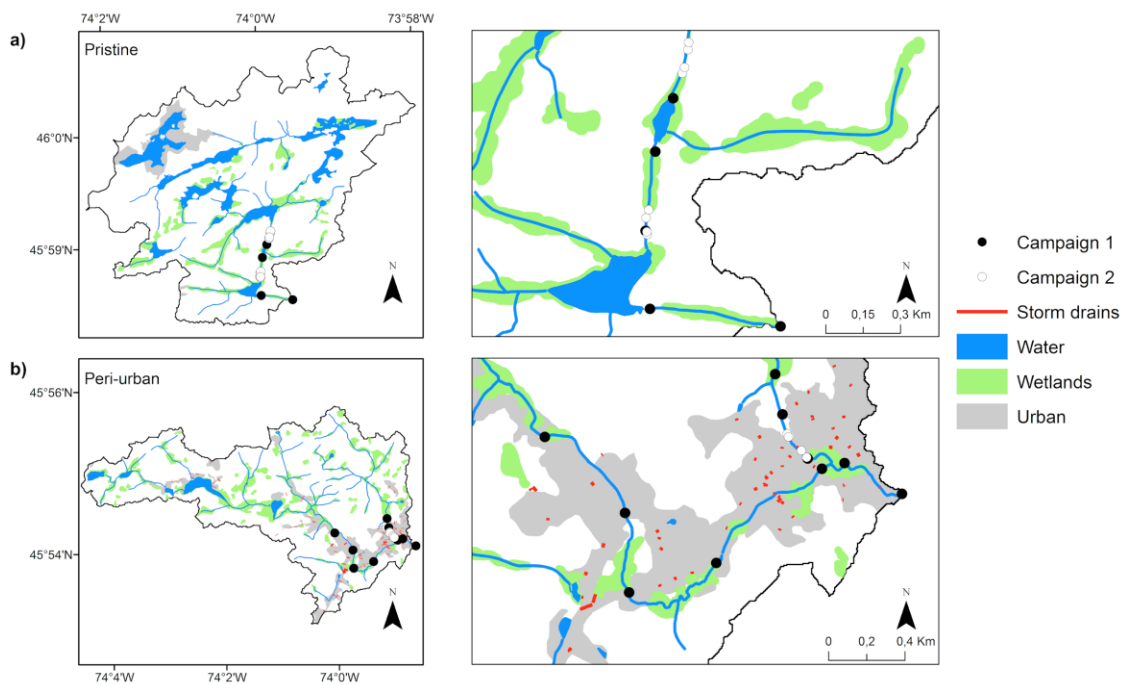 74°2'W 74°0'W 73°58'W
a)
Pristine
46°0'N
45°59'N
N
N
0 0,15 0,3 Km
Campaign 1
Campaign 2
Storm drains
Water
Wetlands
Urban
b)
Peri-urban
45°56'N
45°54'N
N
N
0 0,2 0,4 Km
74°4'W 74°2'W 74°0'W